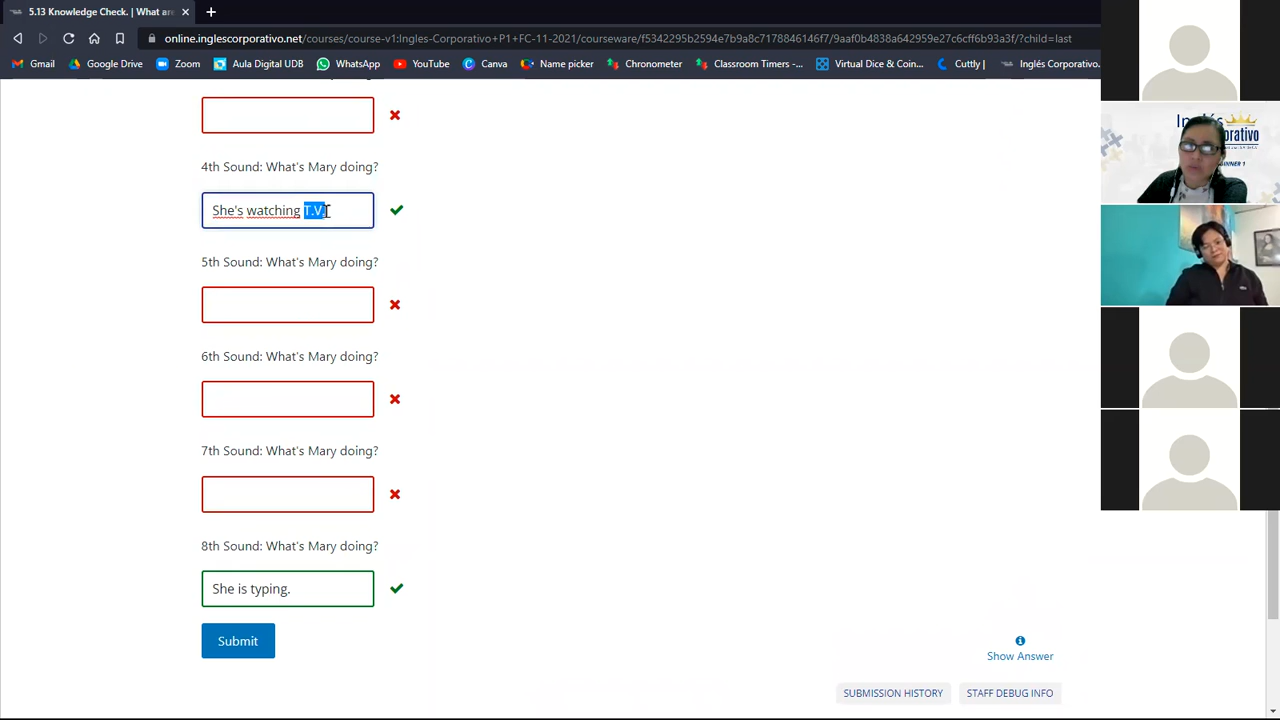 5.13 Knowledge Check. | What are
online.inglescorporativo.net/courses/course-v1:Ingles-Corporativo+P1+FC-11-2021/courseware/f5342295b2594e7b9a8c7178846146f7/9aaf0b4838a642959e27c6cff6b93a3f/?child=last
Gmail
Google Drive
Zoom
Aula Digital UDB
WhatsApp
YouTube
Canva
None picker
Chronometer
Classroom Timers -...
Virtual Dice & Coin...
Cuttly |
Inglés Corporativo.
4th Sound: What's Mary doing?
She's watching T.V.
5th Sound: What's Mary doing?
6th Sound: What's Mary doing?
7th Sound: What's Mary doing?
8th Sound: What's Mary doing?
She is typing.
Submit
Show Answer
SUBMISSION HISTORY
STAFF DEBUG INFO